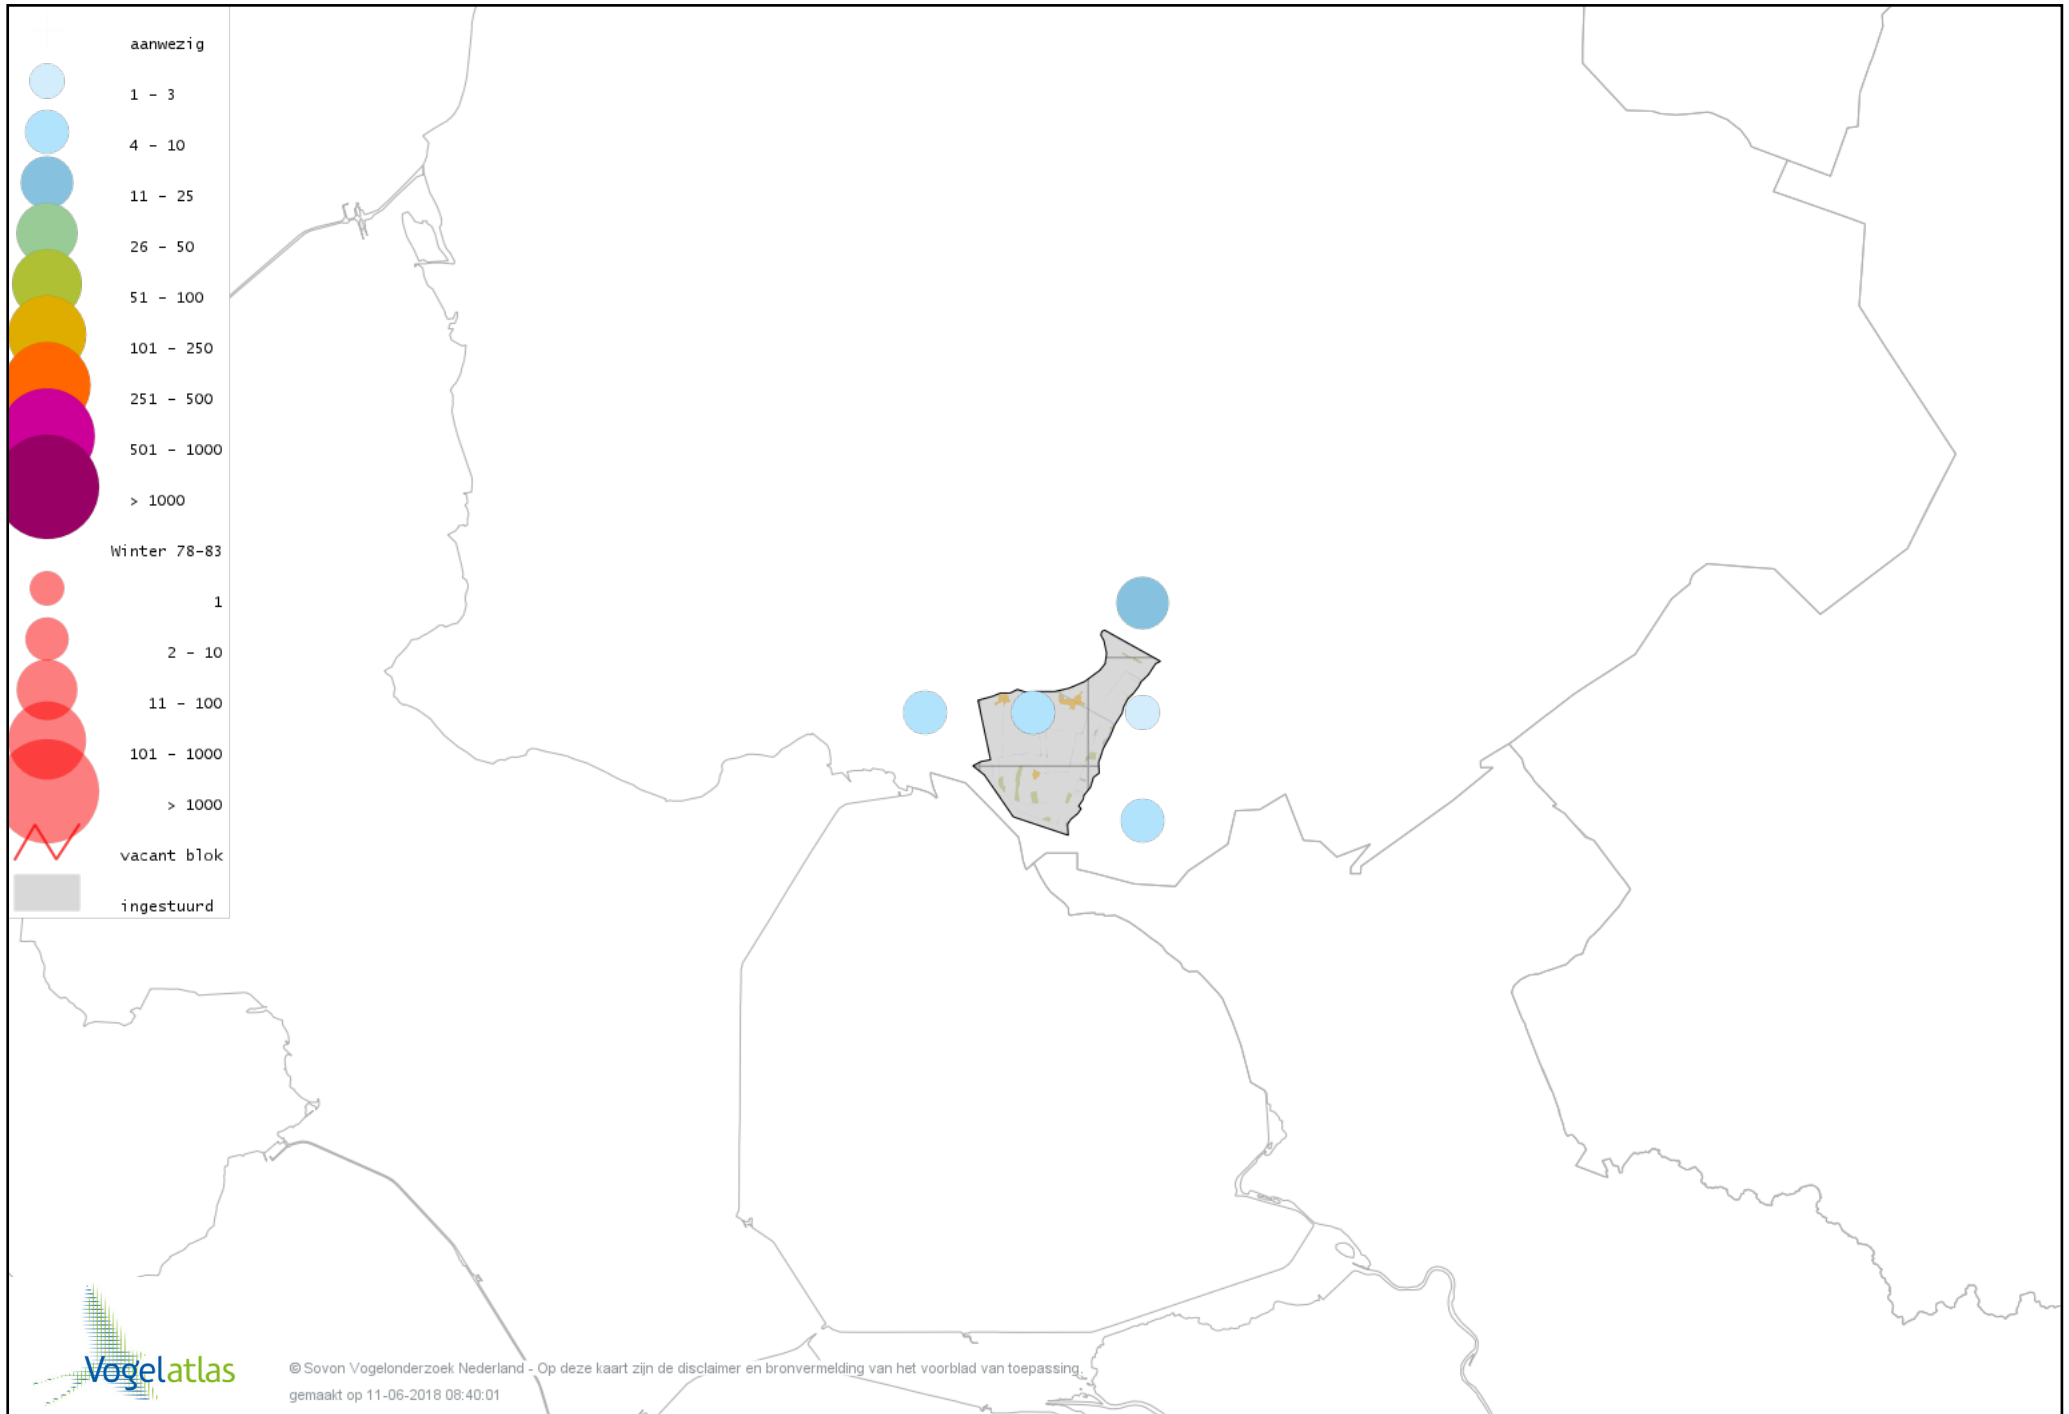 aanwezig
1 - 3
4 - 10
11 - 25
26 - 50
51 - 100
101 - 250
251 - 500
501 - 1000
> 1000
Winter 78-83
1
2 - 10
11 - 100
101 - 1000
> 1000
vacant blok
ingestuurd
Vogelatlas
© Sovon Vogelonderzoek Nederland - Op deze kaart zijn de disclaimer en bronvermelding van het voorblad van toepassing.
gemaakt op 11-06-2018 08:40:01